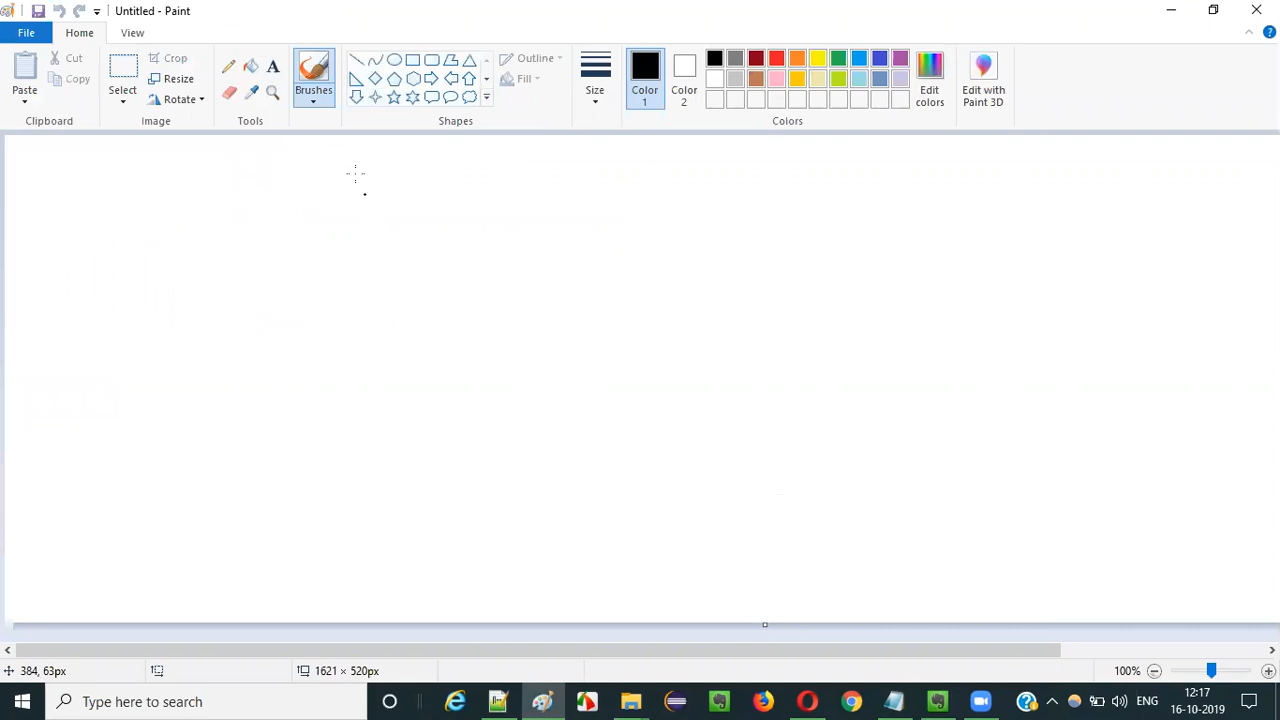 Untitled - Paint
File Home View
Paste
Cut
Copy
Clipboard
Select
Crop
Resize
Rotate
Image
A
Tools
Brushes
Outline
Fill
Shapes
Size
Color 1
Color 2
Edit colors
Colors
Edit with Paint 3D
384, 63px
1621 × 520px
100%
Type here to search
ENG
12:17
16-10-2019